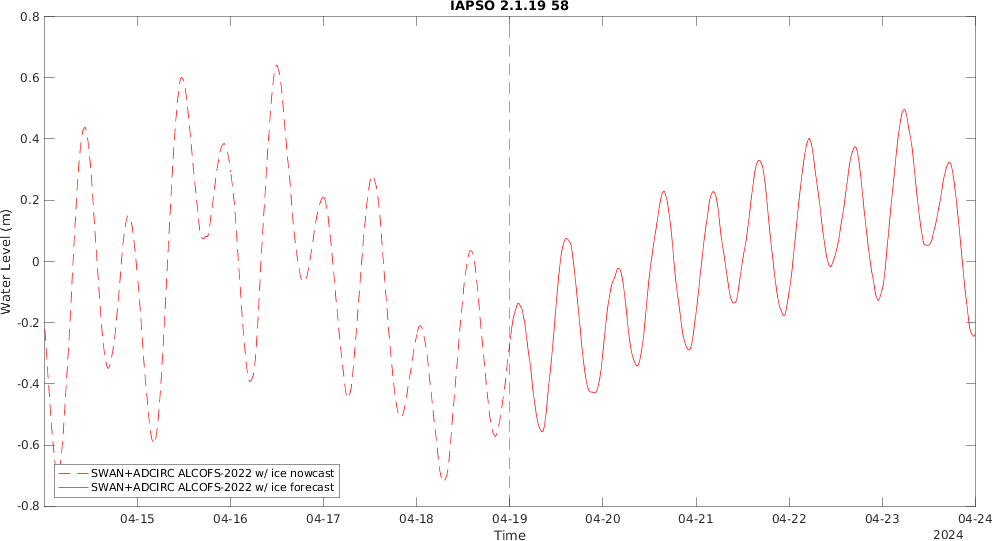 IAPSO 2.1.19 58
0.8
0.6
0.4
0.2
0
-0.2
-0.4
-0.6
-0.8
Water Level (m)
SWAN+ADCIRC ALCOFS-2022 w/ ice nowcast
SWAN+ADCIRC ALCOFS-2022 w/ ice forecast
04-15 04-16 04-17 04-18 04-19 04-20 04-21 04-22 04-23 04-24
Time
2024